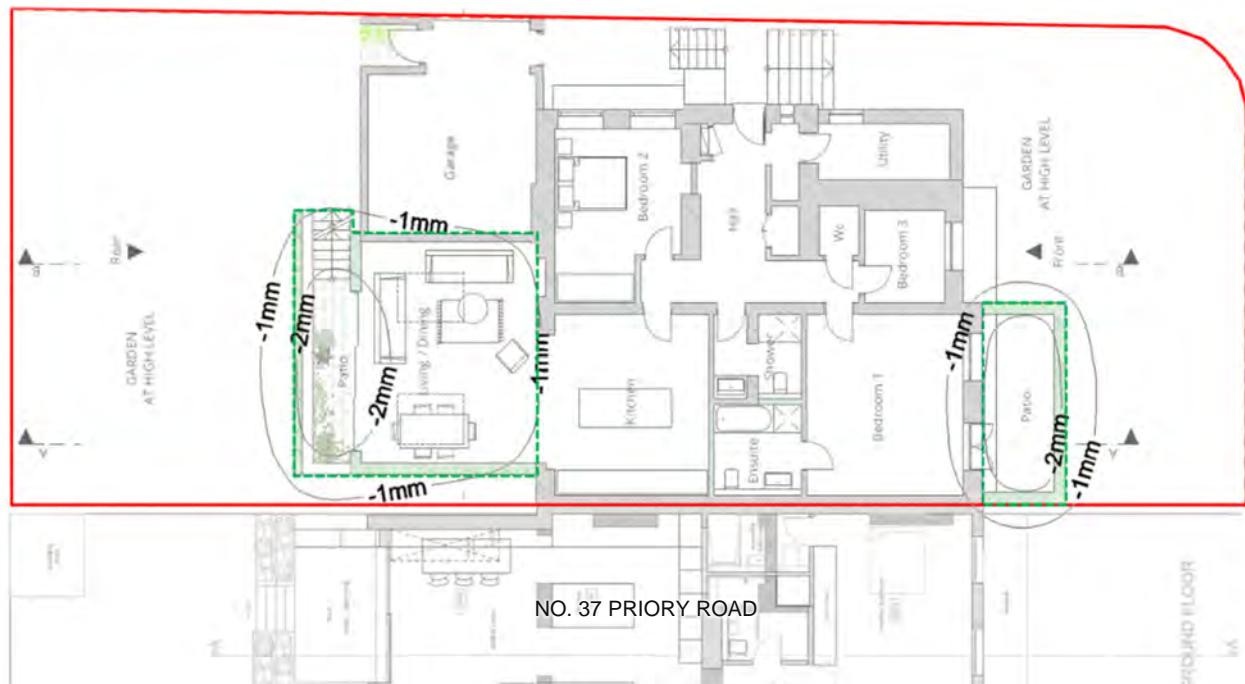 Garage
Bedroom 2
Hall
Utility
Wc
Bedroom 3
GARDEN
AT HIGH LEVEL
Front
B
A
Rear
B
GARDEN
AT HIGH LEVEL
A
-1mm
-1mm
-2mm
Patio
-2mm
Living / Dining
-1mm
-1mm
Kitchen
Shower
Ensuite
Bedroom 1
-1mm
Patio
-2mm
-1mm
NO. 37 PRIORY ROAD
GROUND FLOOR